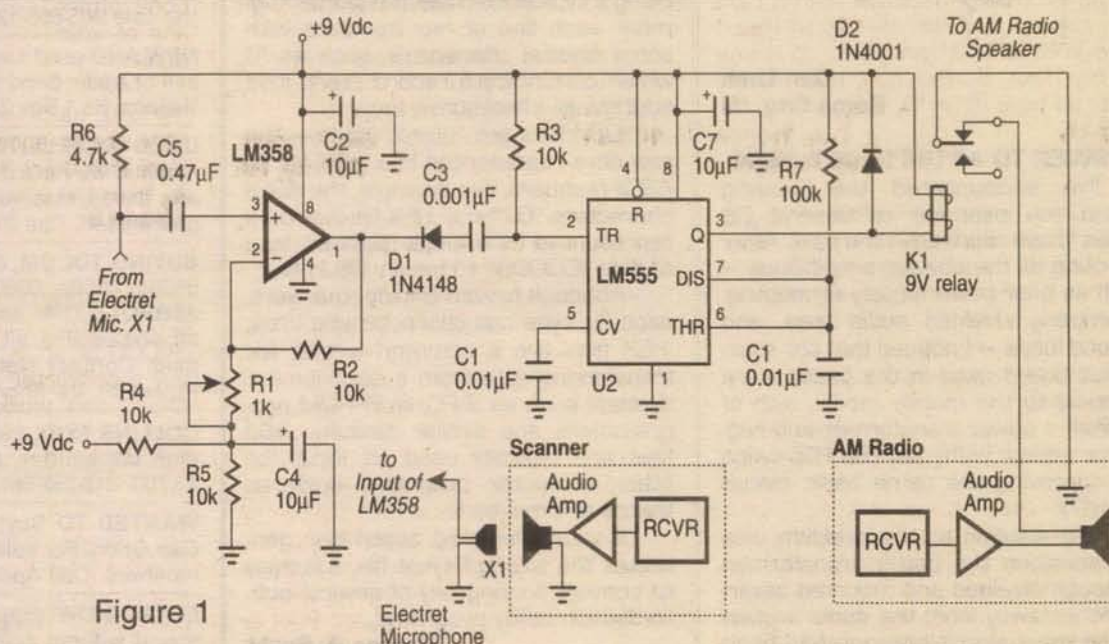 +9 Vdc
R6
4.7k
C5
0.47µF
LM358
C2
10µF
C3
0.001µF
R3
10k
C7
10µF
R7
100k
D2
1N4001
To AM Radio
Speaker
3
+
2
−
8
4
From
Electret
Mic. X1
D1
1N4148
4
8
R
2
TR
Q
3
LM555
DIS
7
5
CV
THR
6
U2
1
K1
9V relay
R1
1k
R2
10k
C1
0.01µF
C1
0.01µF
R4
10k
+9 Vdc
R5
10k
C4
10µF
+
to
Input of
LM358
X1
Electret
Microphone
Scanner
Audio
Amp
RCVR
AM Radio
RCVR
Audio
Amp
Figure 1